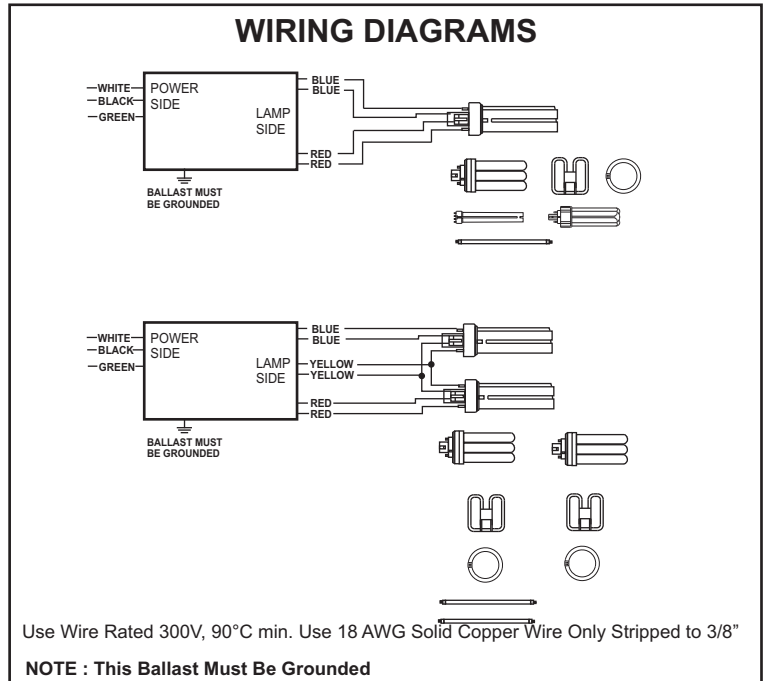 WIRING DIAGRAMS
WHITE
BLACK
GREEN
POWER
SIDE
LAMP
SIDE
BLUE
BLUE
RED
RED
BALLAST MUST
BE GROUNDED
WHITE
BLACK
GREEN
POWER
SIDE
LAMP
SIDE
BLUE
BLUE
YELLOW
YELLOW
RED
RED
BALLAST MUST
BE GROUNDED
Use Wire Rated 300V, 90°C min. Use 18 AWG Solid Copper Wire Only Stripped to 3/8”
NOTE : This Ballast Must Be Grounded